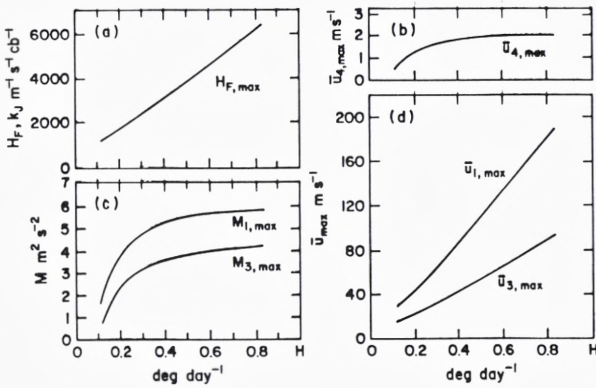 (a)
H_F, kJ m⁻¹ s⁻¹ cb⁻¹
6000
4000
2000
0
H_F,max
(b)
ū_4,max m s⁻¹
3
2
1
0
ū_4,max
(c)
M m² s⁻²
7
6
5
4
3
2
1
0
M_1,max
M_3,max
0 0.2 0.4 0.6 0.8 H
deg day⁻¹
(d)
ū_max m s⁻¹
200
160
120
80
40
0
ū_1,max
ū_3,max
0 0.2 0.4 0.6 0.8 H
deg day⁻¹